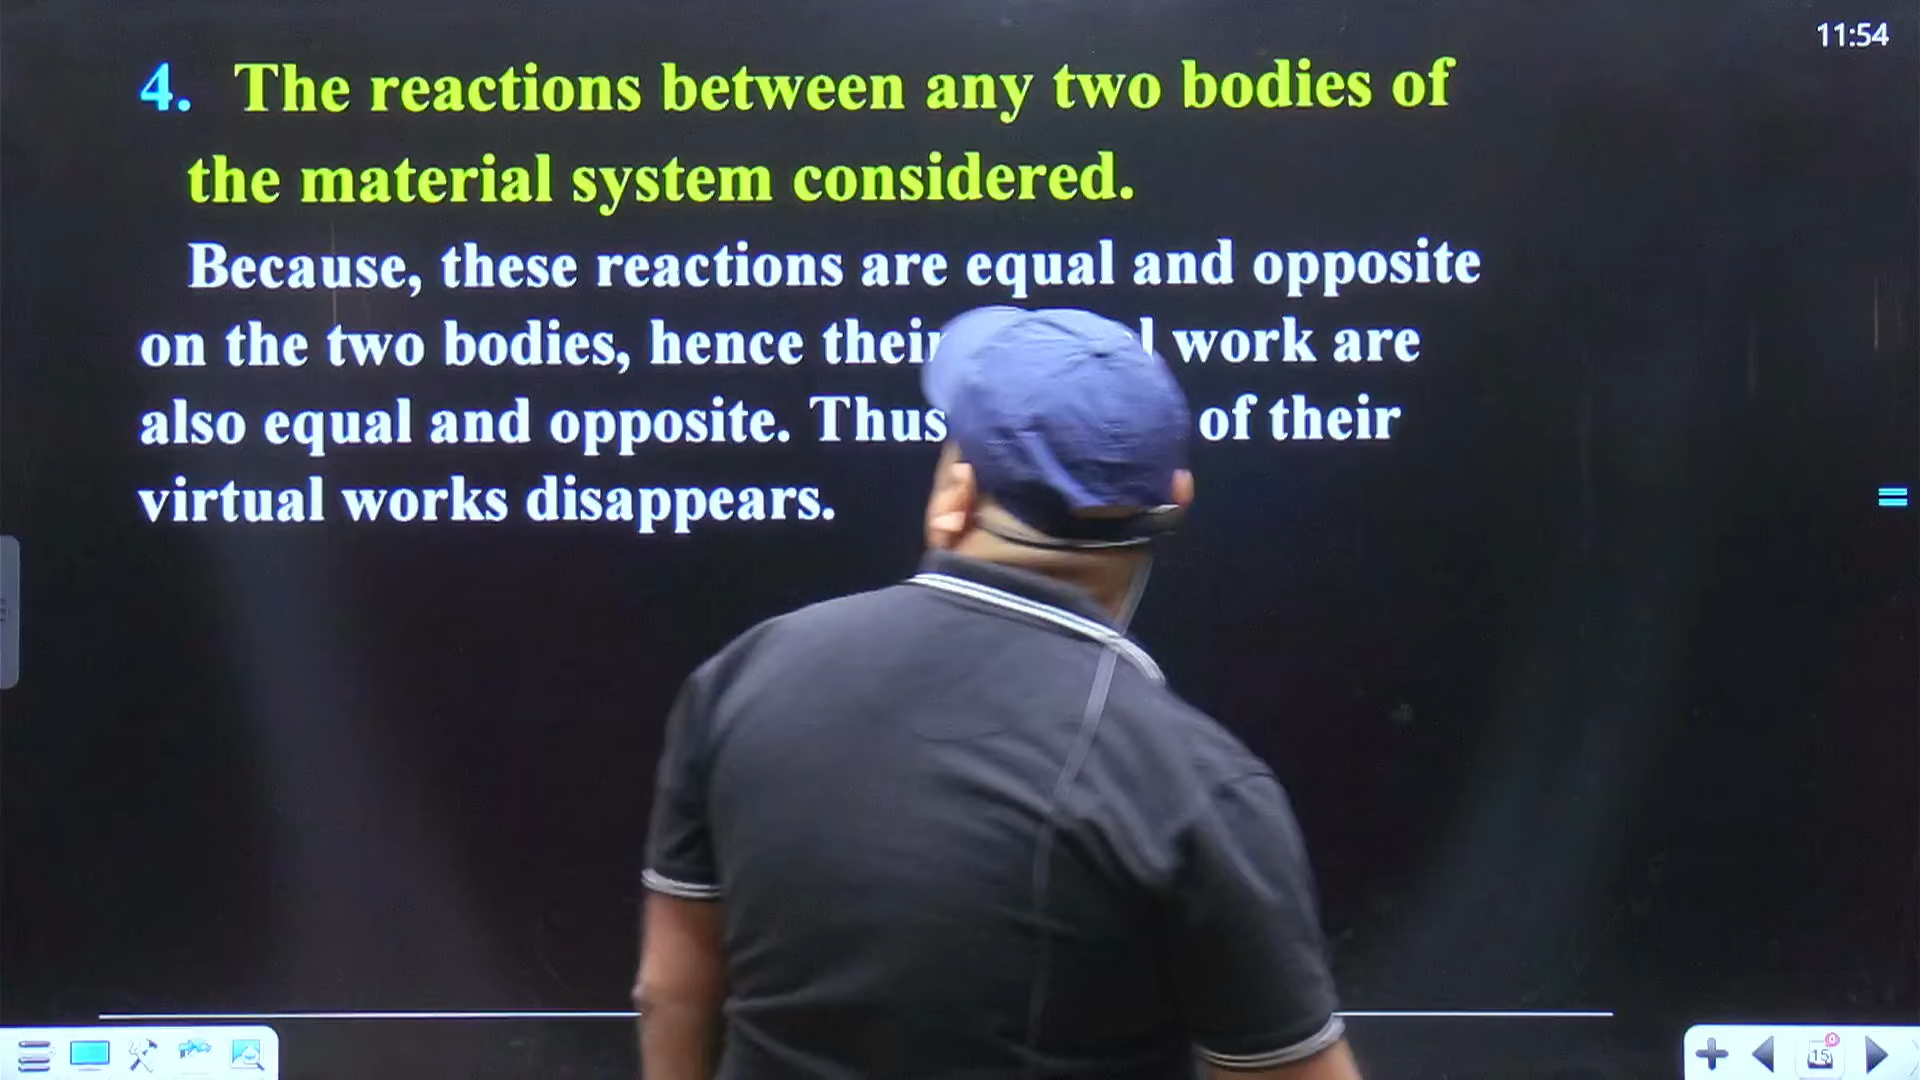 11:54
4. The reactions between any two bodies of
the material system considered.
Because, these reactions are equal and opposite
on the two bodies, hence their work are
also equal and opposite. Thus of their
virtual works disappears.
15